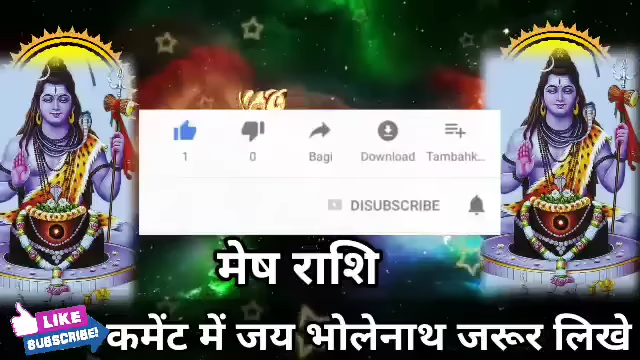 1
0
Bagi
Download
Tambahk...
DISUBSCRIBE
मेष राशि
LIKE
SUBSCRIBE!
कमेंट में जय भोलेनाथ जरूर लिखे